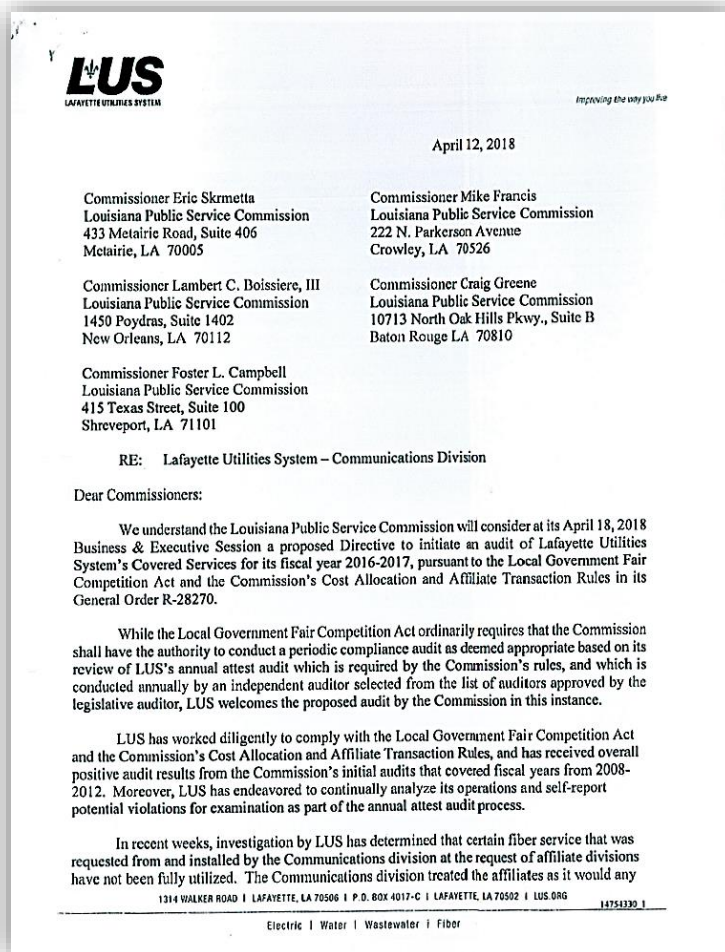 LUS
LAFAYETTE UTILITIES SYSTEM
Improving the way you live
April 12, 2018
Commissioner Eric Skrmetta
Louisiana Public Service Commission
433 Metairie Road, Suite 406
Metairie, LA 70005
Commissioner Mike Francis
Louisiana Public Service Commission
222 N. Parkerson Avenue
Crowley, LA 70526
Commissioner Lambert C. Boissiere, III
Louisiana Public Service Commission
1450 Poydras, Suite 1402
New Orleans, LA 70112
Commissioner Craig Greene
Louisiana Public Service Commission
10713 North Oak Hills Pkwy., Suite B
Baton Rouge LA 70810
Commissioner Foster L. Campbell
Louisiana Public Service Commission
415 Texas Street, Suite 100
Shreveport, LA 71101
RE: Lafayette Utilities System – Communications Division
Dear Commissioners:
We understand the Louisiana Public Service Commission will consider at its April 18, 2018
Business & Executive Session a proposed Directive to initiate an audit of Lafayette Utilities
System's Covered Services for its fiscal year 2016-2017, pursuant to the Local Government Fair
Competition Act and the Commission's Cost Allocation and Affiliate Transaction Rules in its
General Order R-28270.
While the Local Government Fair Competition Act ordinarily requires that the Commission
shall have the authority to conduct a periodic compliance audit as deemed appropriate based on its
review of LUS's annual attest audit which is required by the Commission's rules, and which is
conducted annually by an independent auditor selected from the list of auditors approved by the
legislative auditor, LUS welcomes the proposed audit by the Commission in this instance.
LUS has worked diligently to comply with the Local Government Fair Competition Act
and the Commission's Cost Allocation and Affiliate Transaction Rules, and has received overall
positive audit results from the Commission's initial audits that covered fiscal years from 2008-
2012. Moreover, LUS has endeavored to continually analyze its operations and self-report
potential violations for examination as part of the annual attest audit process.
In recent weeks, investigation by LUS has determined that certain fiber service that was
requested from and installed by the Communications division at the request of affiliate divisions
have not been fully utilized. The Communications division treated the affiliates as it would any
1314 WALKER ROAD | LAFAYETTE, LA 70506 | P.O. BOX 4017-C | LAFAYETTE, LA 70502 | LUS.ORG
14754330_1
Electric | Water | Wastewater | Fiber